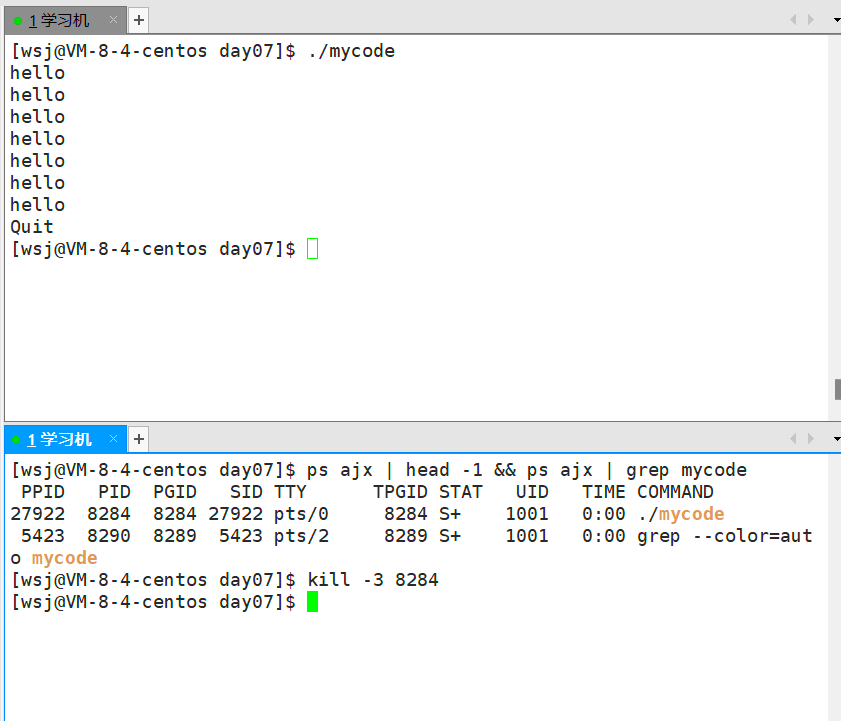 1 学习机 × +
[wsj@VM-8-4-centos day07]$ ./mycode
hello
hello
hello
hello
hello
hello
hello
Quit
[wsj@VM-8-4-centos day07]$
1 学习机 × +
[wsj@VM-8-4-centos day07]$ ps ajx | head -1 && ps ajx | grep mycode
 PPID   PID  PGID   SID TTY      TPGID STAT   UID   TIME COMMAND
27922  8284  8284 27922 pts/0     8284 S+    1001   0:00 ./mycode
 5423  8290  8289  5423 pts/2     8289 S+    1001   0:00 grep --color=aut
o mycode
[wsj@VM-8-4-centos day07]$ kill -3 8284
[wsj@VM-8-4-centos day07]$